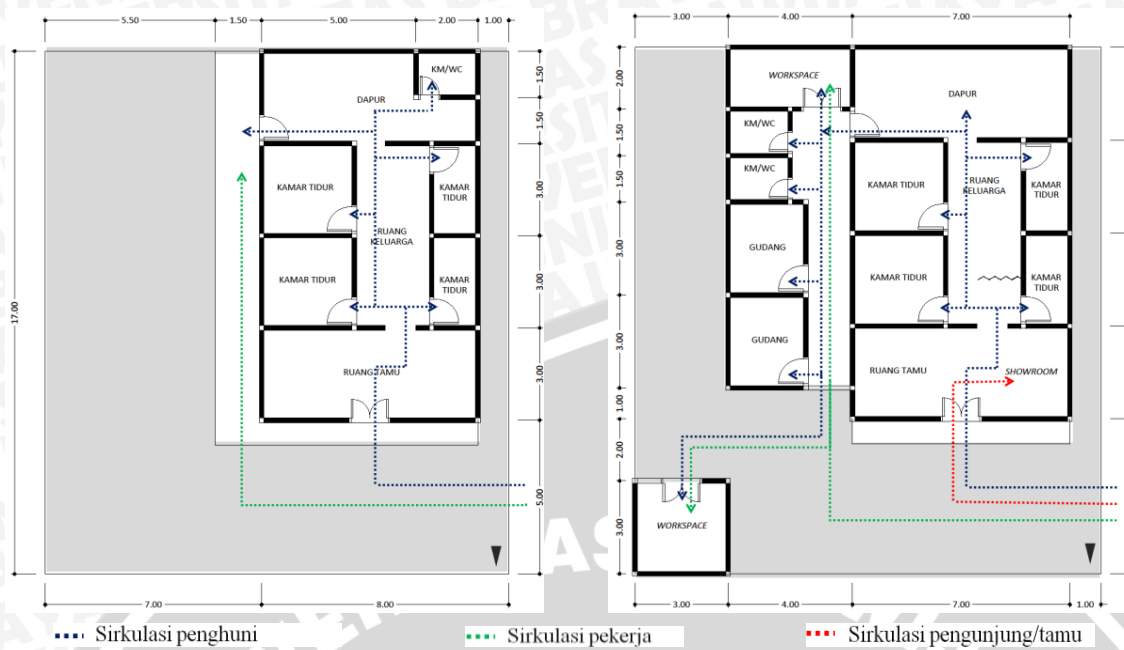 5.50 1.50 5.00 2.00 1.00
17.00
KM/WC
DAPUR
KAMAR TIDUR
KAMAR
TIDUR
RUANG
KELUARGA
KAMAR TIDUR
KAMAR
TIDUR
RUANG TAMU
1.50
1.50
3.00
3.00
3.00
5.00
7.00 8.00
3.00 4.00 7.00
2.00
1.50
1.50
3.00
3.00
1.00
2.00
3.00
WORKSPACE
DAPUR
KM/WC
KM/WC
KAMAR TIDUR
RUANG
KELUARGA
KAMAR
TIDUR
GUDANG
KAMAR TIDUR
KAMAR
TIDUR
GUDANG
RUANG TAMU
SHOWROOM
WORKSPACE
3.00 4.00 7.00 1.00
Sirkulasi penghuni
Sirkulasi pekerja
Sirkulasi pengunjung/tamu